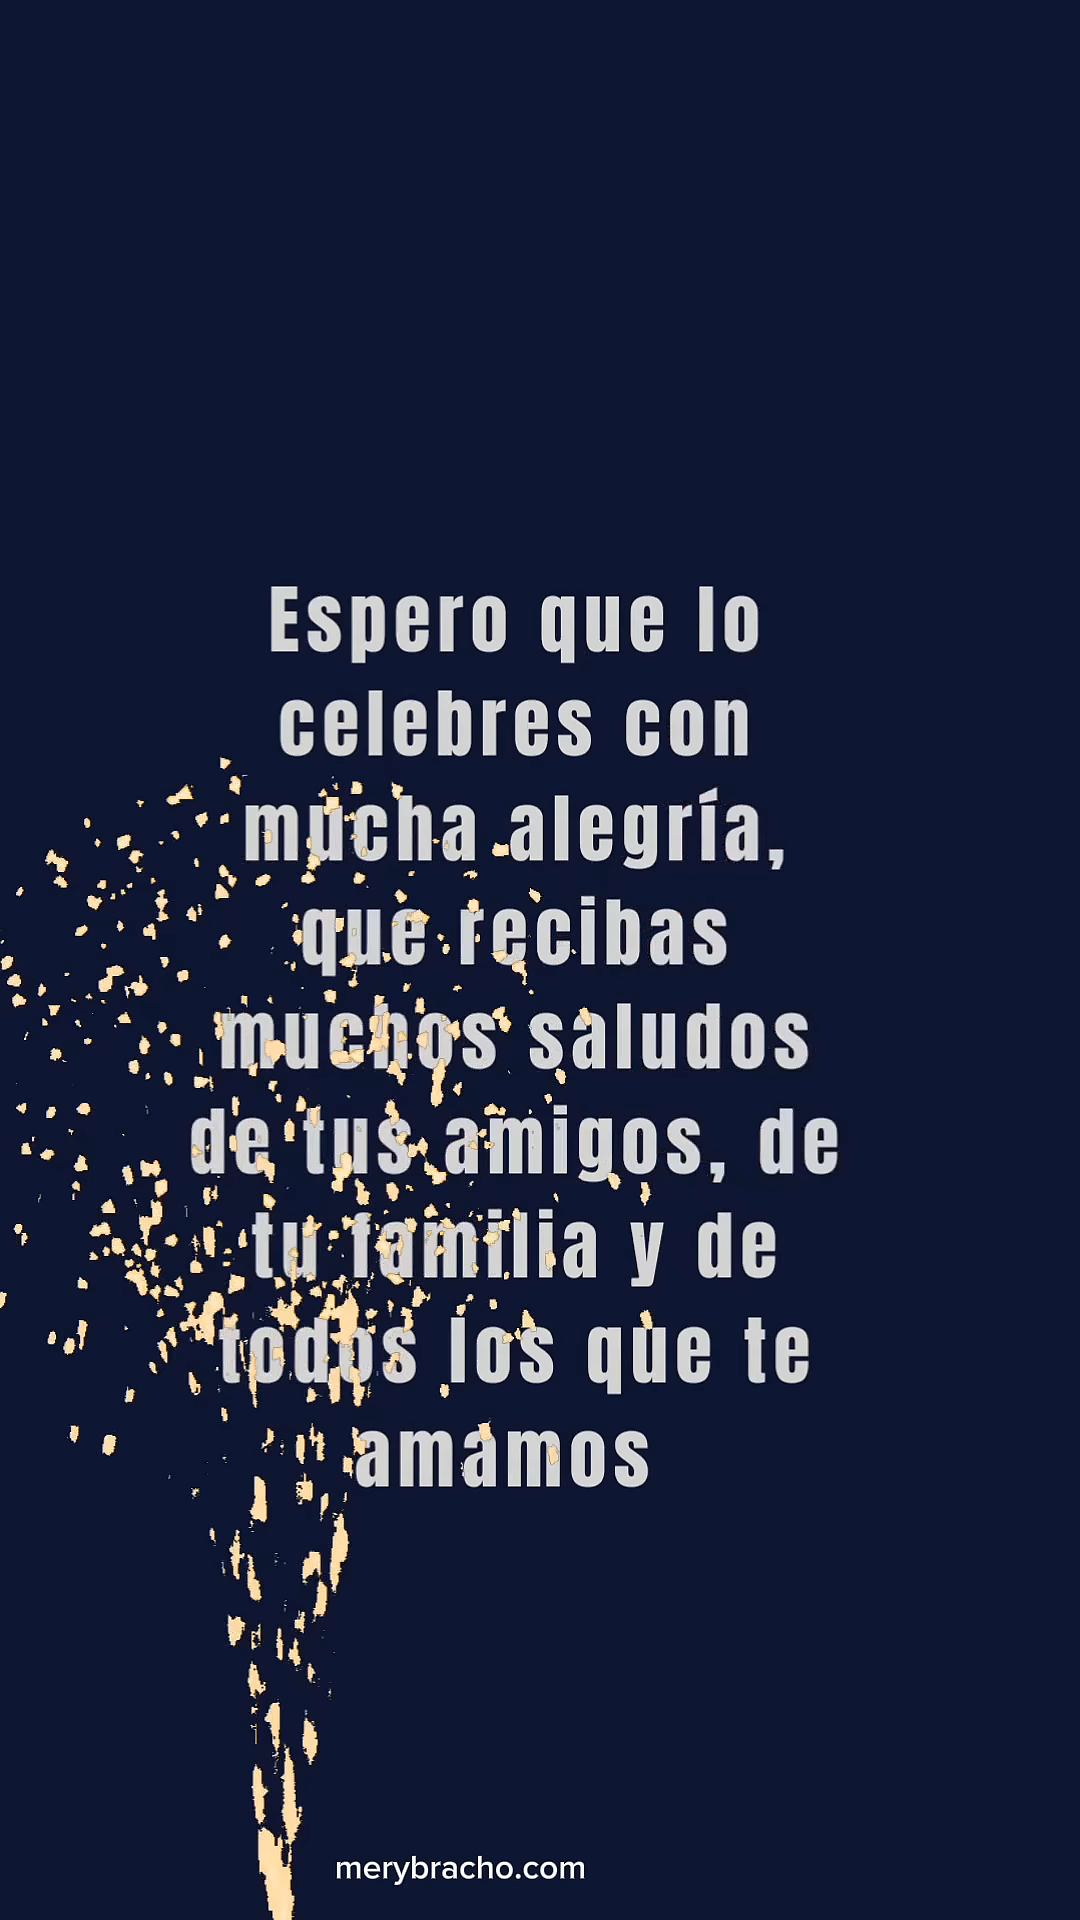 Espero que lo
celebres con
mucha alegría,
que recibas
muchos saludos
de tus amigos, de
tu familia y de
todos los que te
amamos
merybracho.com